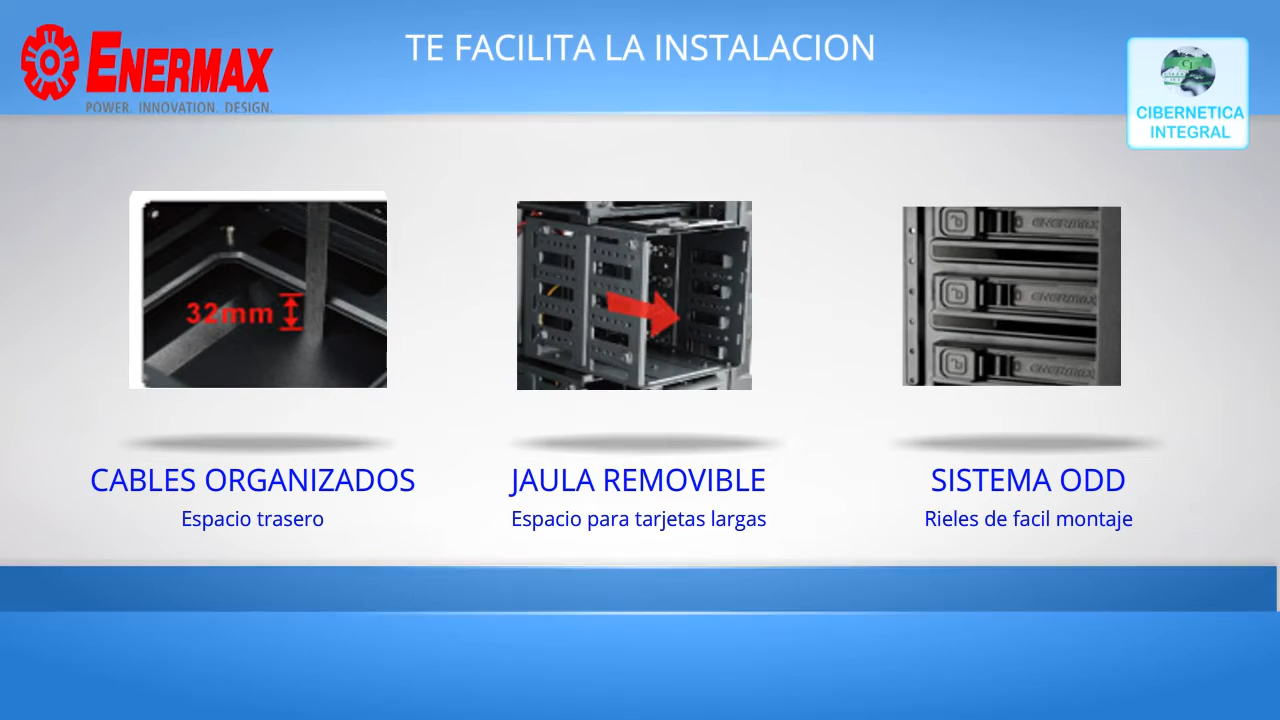 TE FACILITA LA INSTALACION
ENERMAX
POWER. INNOVATION. DESIGN.
CIBERNETICA
INTEGRAL
32mm
ENERMAX
ENERMAX
ENERMAX
CABLES ORGANIZADOS
Espacio trasero
JAULA REMOVIBLE
Espacio para tarjetas largas
SISTEMA ODD
Rieles de facil montaje